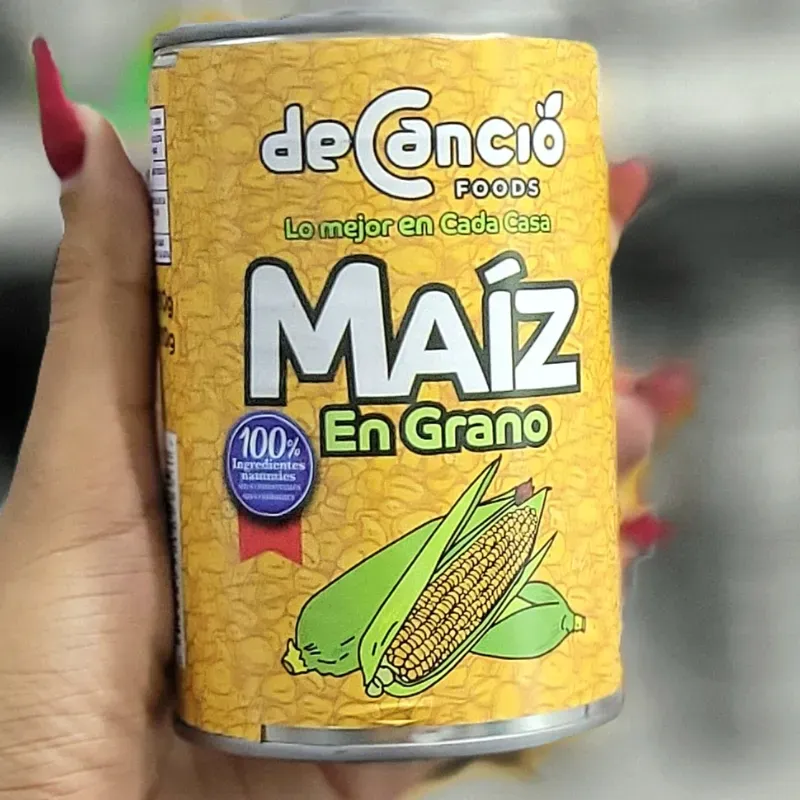 deCancio
FOODS
Lo mejor en Cada Casa
MAÍZ
En Grano
100%
Ingredientes
naturales